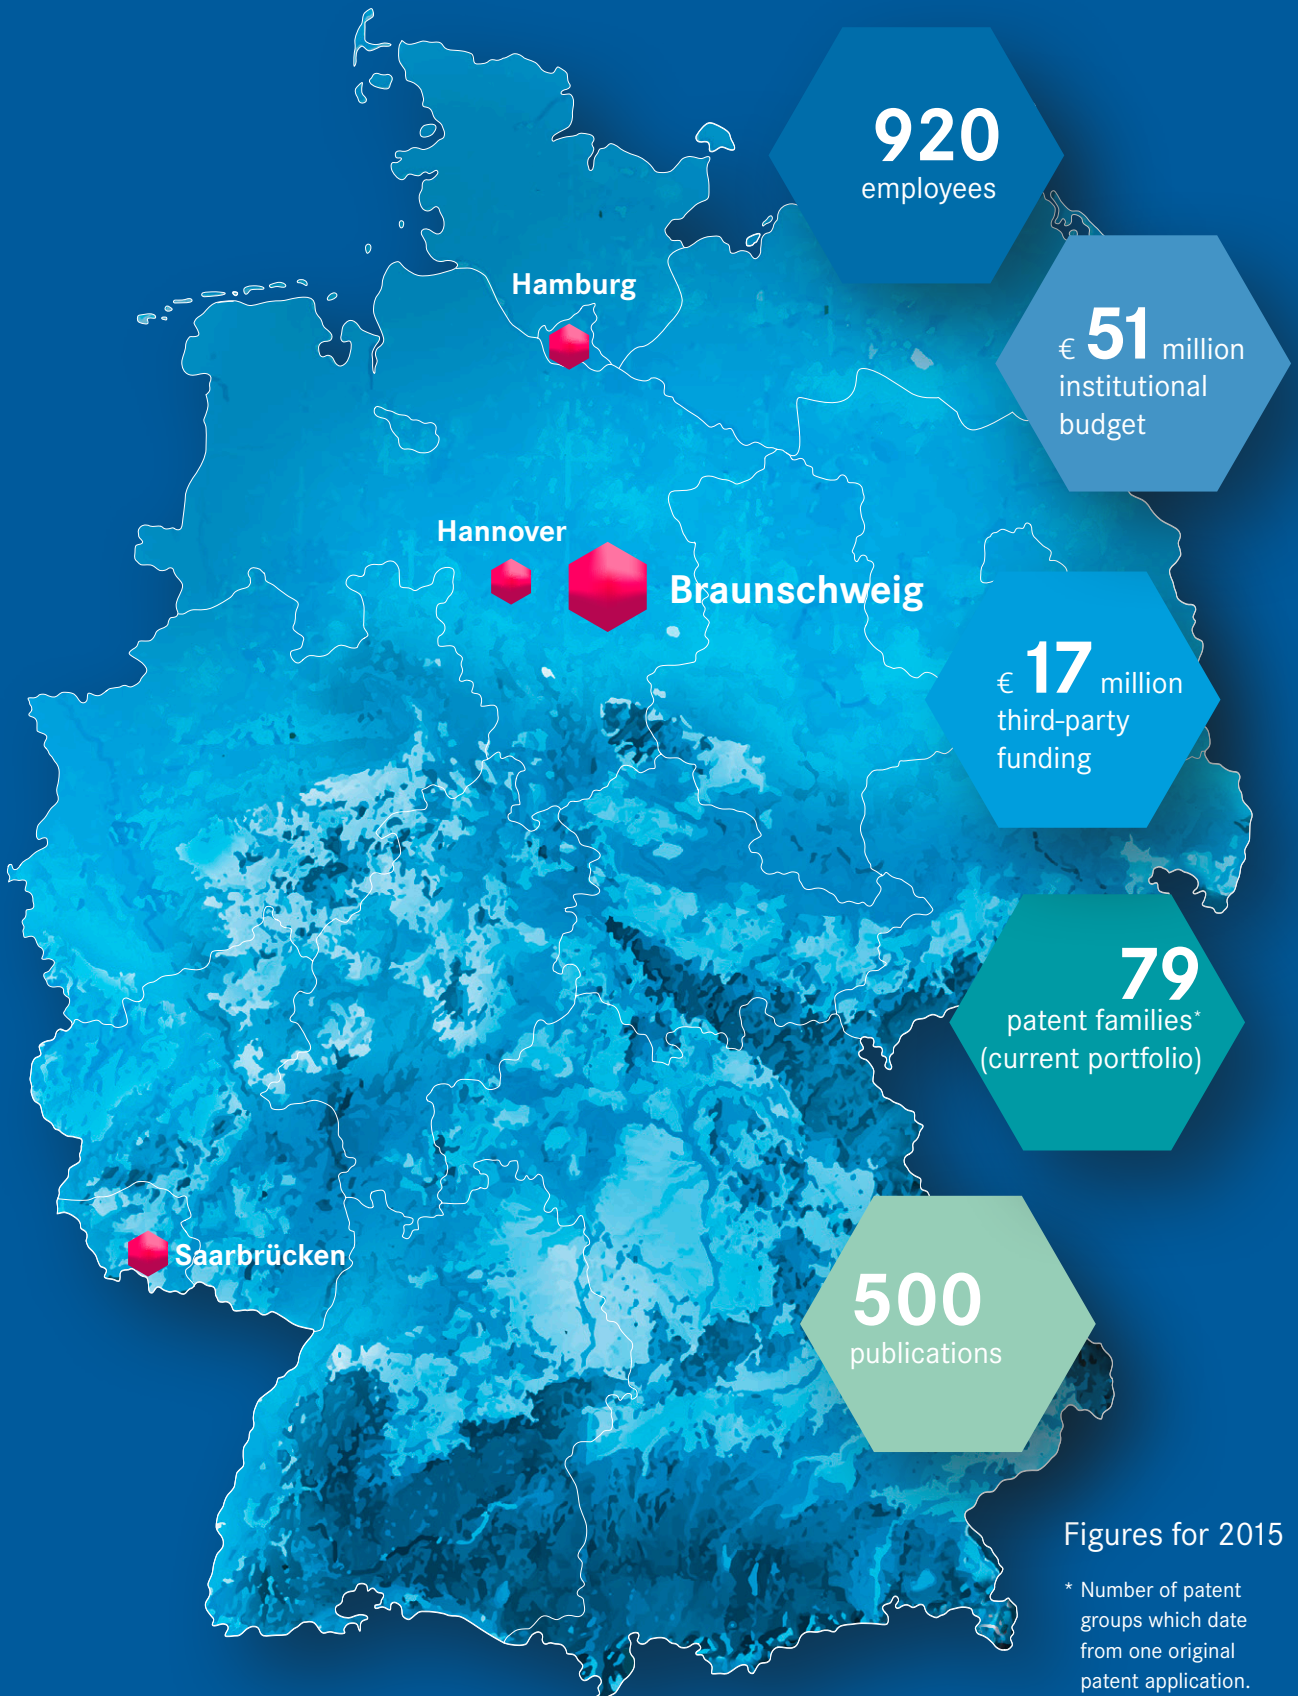 920
employees
Hamburg
€ 51 million
institutional
budget
Hannover
Braunschweig
€ 17 million
third-party
funding
79
patent families*
(current portfolio)
Saarbrücken
500
publications
Figures for 2015
* Number of patent
groups which date
from one original
patent application.